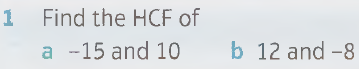 1 Find the HCF of
a −15 and 10 b 12 and −8